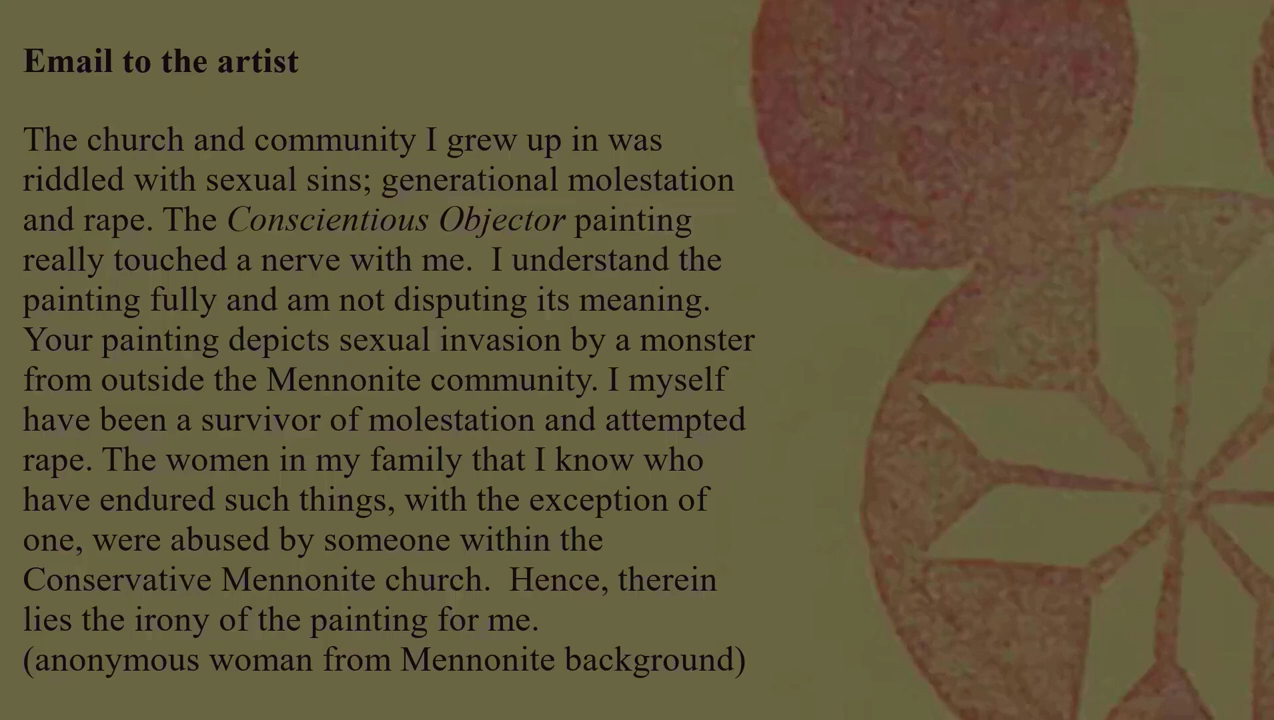 Email to the artist
The church and community I grew up in was
riddled with sexual sins; generational molestation
and rape. The Conscientious Objector painting
really touched a nerve with me.  I understand the
painting fully and am not disputing its meaning.
Your painting depicts sexual invasion by a monster
from outside the Mennonite community. I myself
have been a survivor of molestation and attempted
rape. The women in my family that I know who
have endured such things, with the exception of
one, were abused by someone within the
Conservative Mennonite church.  Hence, therein
lies the irony of the painting for me.
(anonymous woman from Mennonite background)